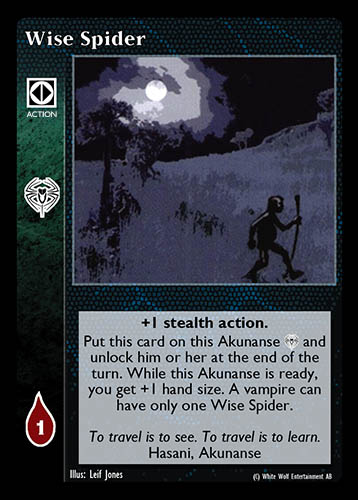 Wise Spider
ACTION
+1 stealth action.
Put this card on this Akunanse and
unlock him or her at the end of the
turn. While this Akunanse is ready,
you get +1 hand size. A vampire can
have only one Wise Spider.
To travel is to see. To travel is to learn.
Hasani, Akunanse
1
Illus: Leif Jones
(C) White Wolf Entertainment AB